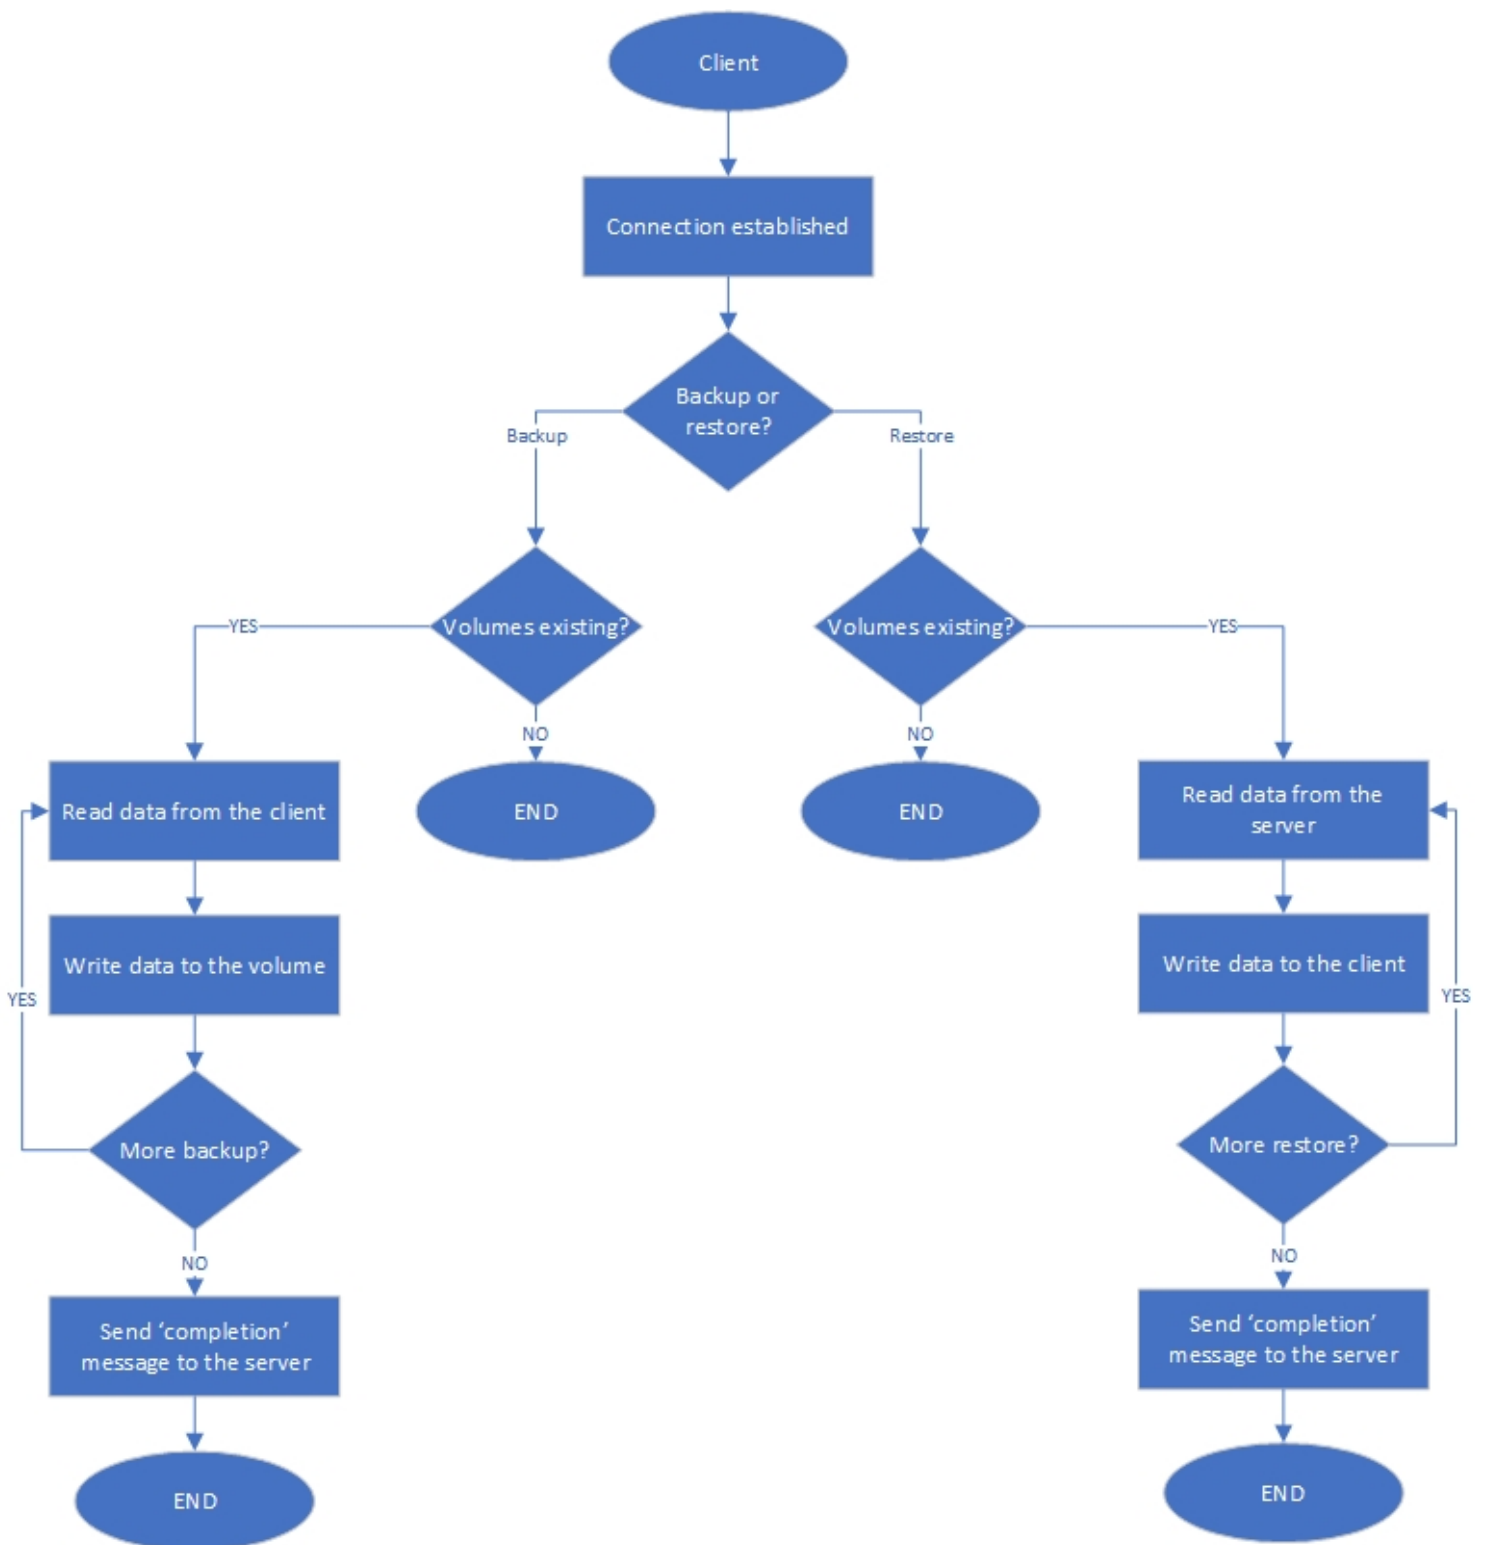 Client
Connection established
Backup or
restore?
Backup
Restore
Volumes existing?
Volumes existing?
YES
YES
NO
NO
END
END
Read data from the client
Read data from the
server
Write data to the volume
Write data to the client
YES
YES
More backup?
More restore?
NO
NO
Send ‘completion’
message to the server
Send ‘completion’
message to the server
END
END